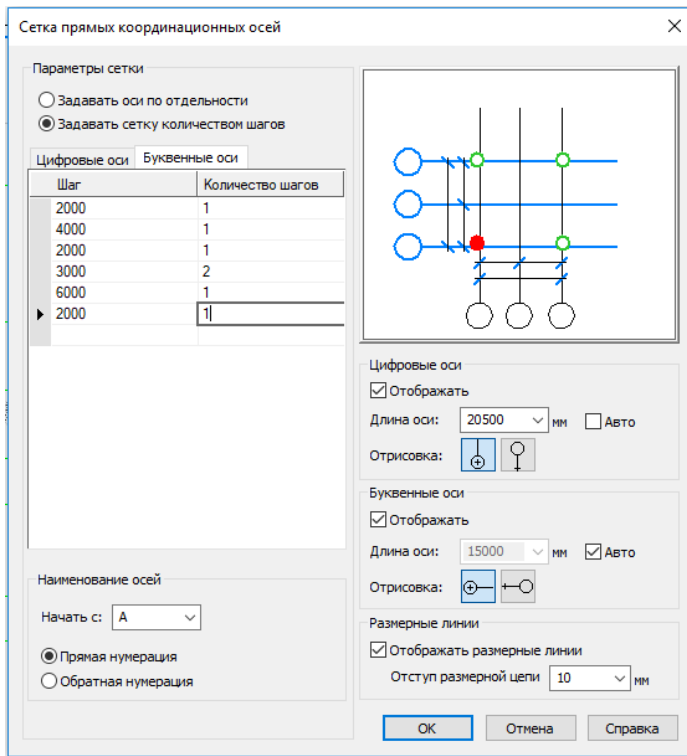 Сетка прямых координационных осей
Параметры сетки
Задавать оси по отдельности
Задавать сетку количеством шагов
Цифровые оси Буквенные оси
Шаг Количество шагов
2000 1
4000 1
2000 1
3000 2
6000 1
2000 1
Наименование осей
Начать с: А
Прямая нумерация
Обратная нумерация
Цифровые оси
Отображать
Длина оси: 20500 мм Авто
Отрисовка:
Буквенные оси
Отображать
Длина оси: 15000 мм Авто
Отрисовка:
Размерные линии
Отображать размерные линии
Отступ размерной цепи 10 мм
ОК Отмена Справка